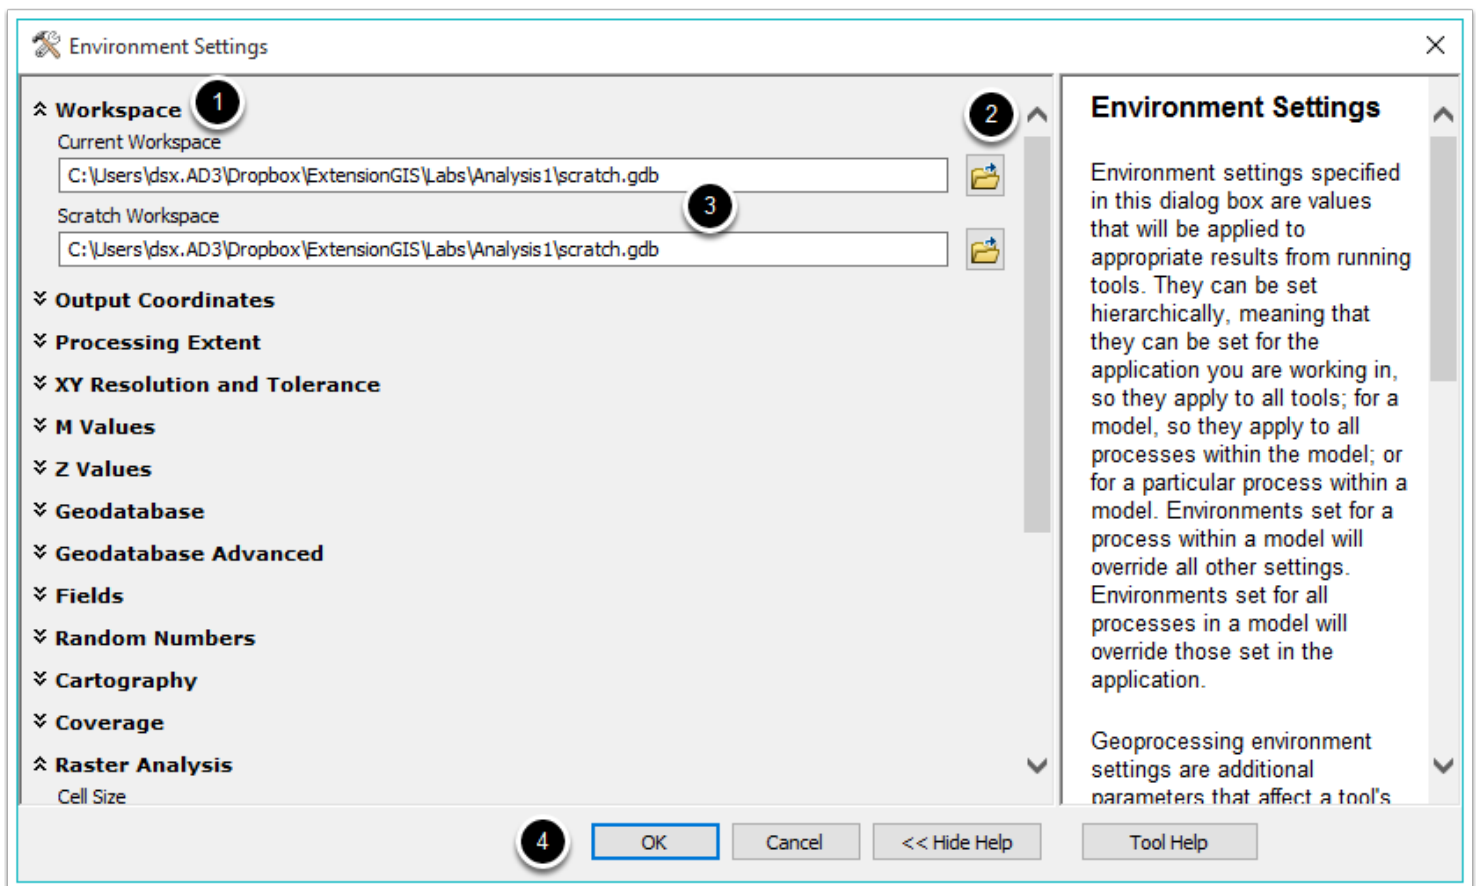 Environment Settings
Workspace 1
Current Workspace
2
C:\Users\dsx.AD3\Dropbox\ExtensionGIS\Labs\Analysis1\scratch.gdb
3
Scratch Workspace
C:\Users\dsx.AD3\Dropbox\ExtensionGIS\Labs\Analysis1\scratch.gdb
Output Coordinates
Processing Extent
XY Resolution and Tolerance
M Values
Z Values
Geodatabase
Geodatabase Advanced
Fields
Random Numbers
Cartography
Coverage
Raster Analysis
Cell Size
Environment Settings
Environment settings specified
in this dialog box are values
that will be applied to
appropriate results from running
tools. They can be set
hierarchically, meaning that
they can be set for the
application you are working in,
so they apply to all tools; for a
model, so they apply to all
processes within the model; or
for a particular process within a
model. Environments set for a
process within a model will
override all other settings.
Environments set for all
processes in a model will
override those set in the
application.
Geoprocessing environment
settings are additional
parameters that affect a tool's
4 OK Cancel << Hide Help Tool Help